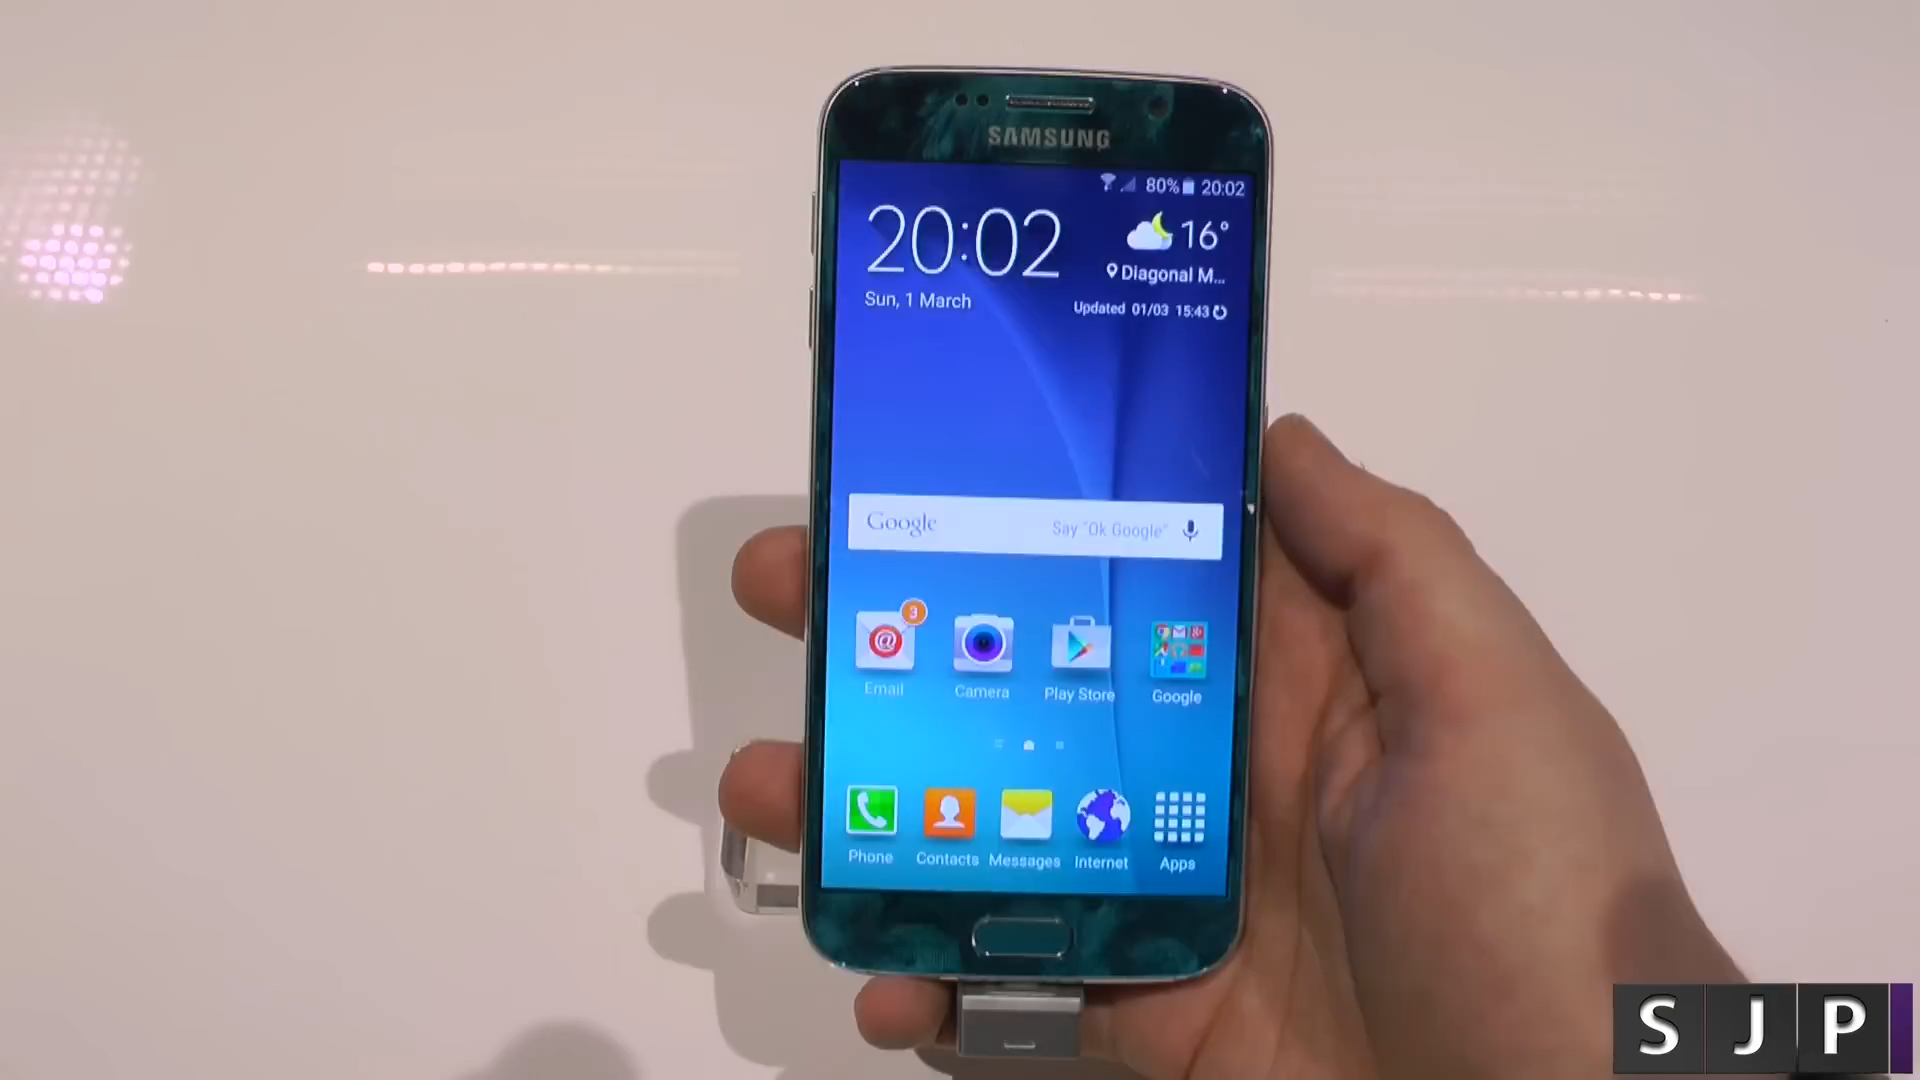 SAMSUNG
80% 20:02
20:02
16°
Diagonal M...
Sun, 1 March
Updated 01/03 15:43
Google
Say "Ok Google"
3
Email
Camera
Play Store
Google
Phone
Contacts
Messages
Internet
Apps
SJP